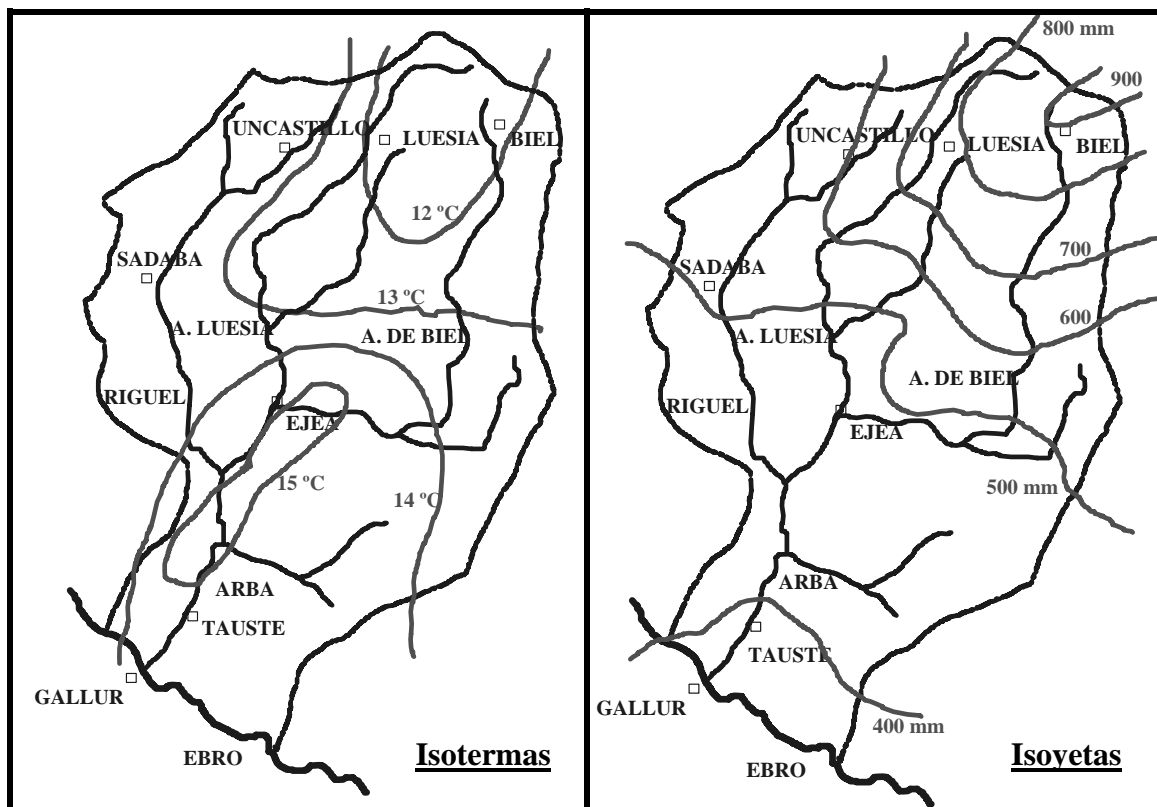 UNCASTILLO
LUESIA
BIEL
12 ºC
SADABA
13 ºC
A. LUESIA
A. DE BIEL
RIGUEL
EJEA
15 ºC
14 ºC
ARBA
TAUSTE
GALLUR
EBRO
Isotermas
800 mm
900
UNCASTILLO
LUESIA
BIEL
700
SADABA
600
A. LUESIA
A. DE BIEL
RIGUEL
EJEA
500 mm
ARBA
TAUSTE
GALLUR
400 mm
EBRO
Isoyetas